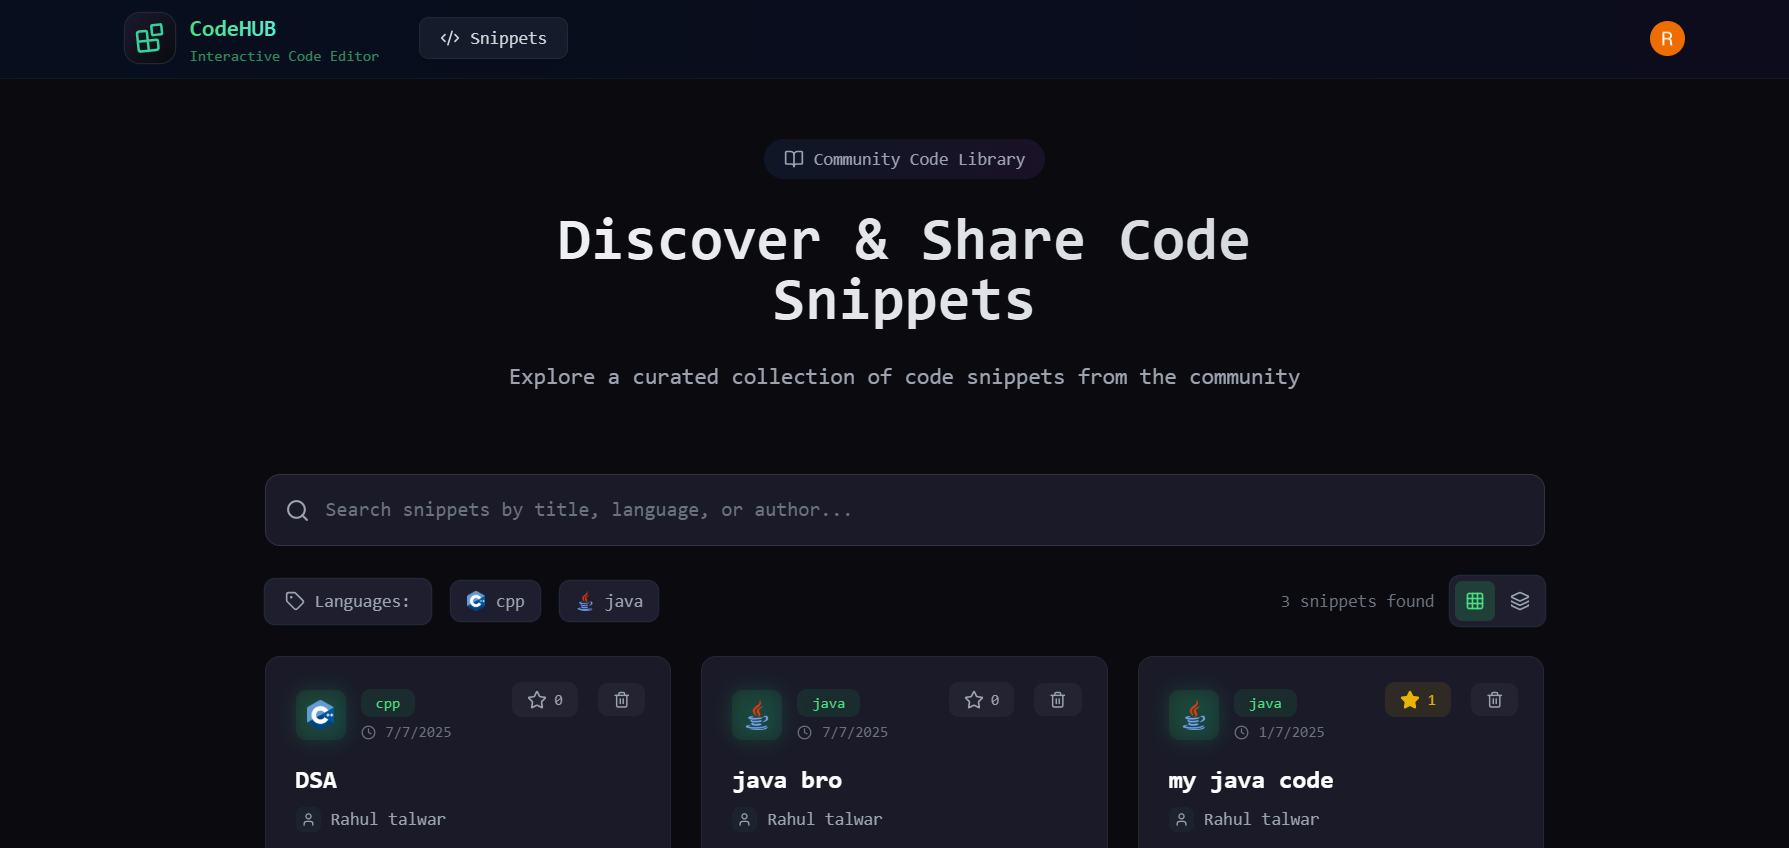 CodeHUB
Interactive Code Editor
</> Snippets
R
Community Code Library
Discover & Share Code
Snippets
Explore a curated collection of code snippets from the community
Search snippets by title, language, or author...
Languages:
cpp
java
3 snippets found
cpp
7/7/2025
0
DSA
Rahul talwar
java
7/7/2025
0
java bro
Rahul talwar
java
1/7/2025
1
my java code
Rahul talwar